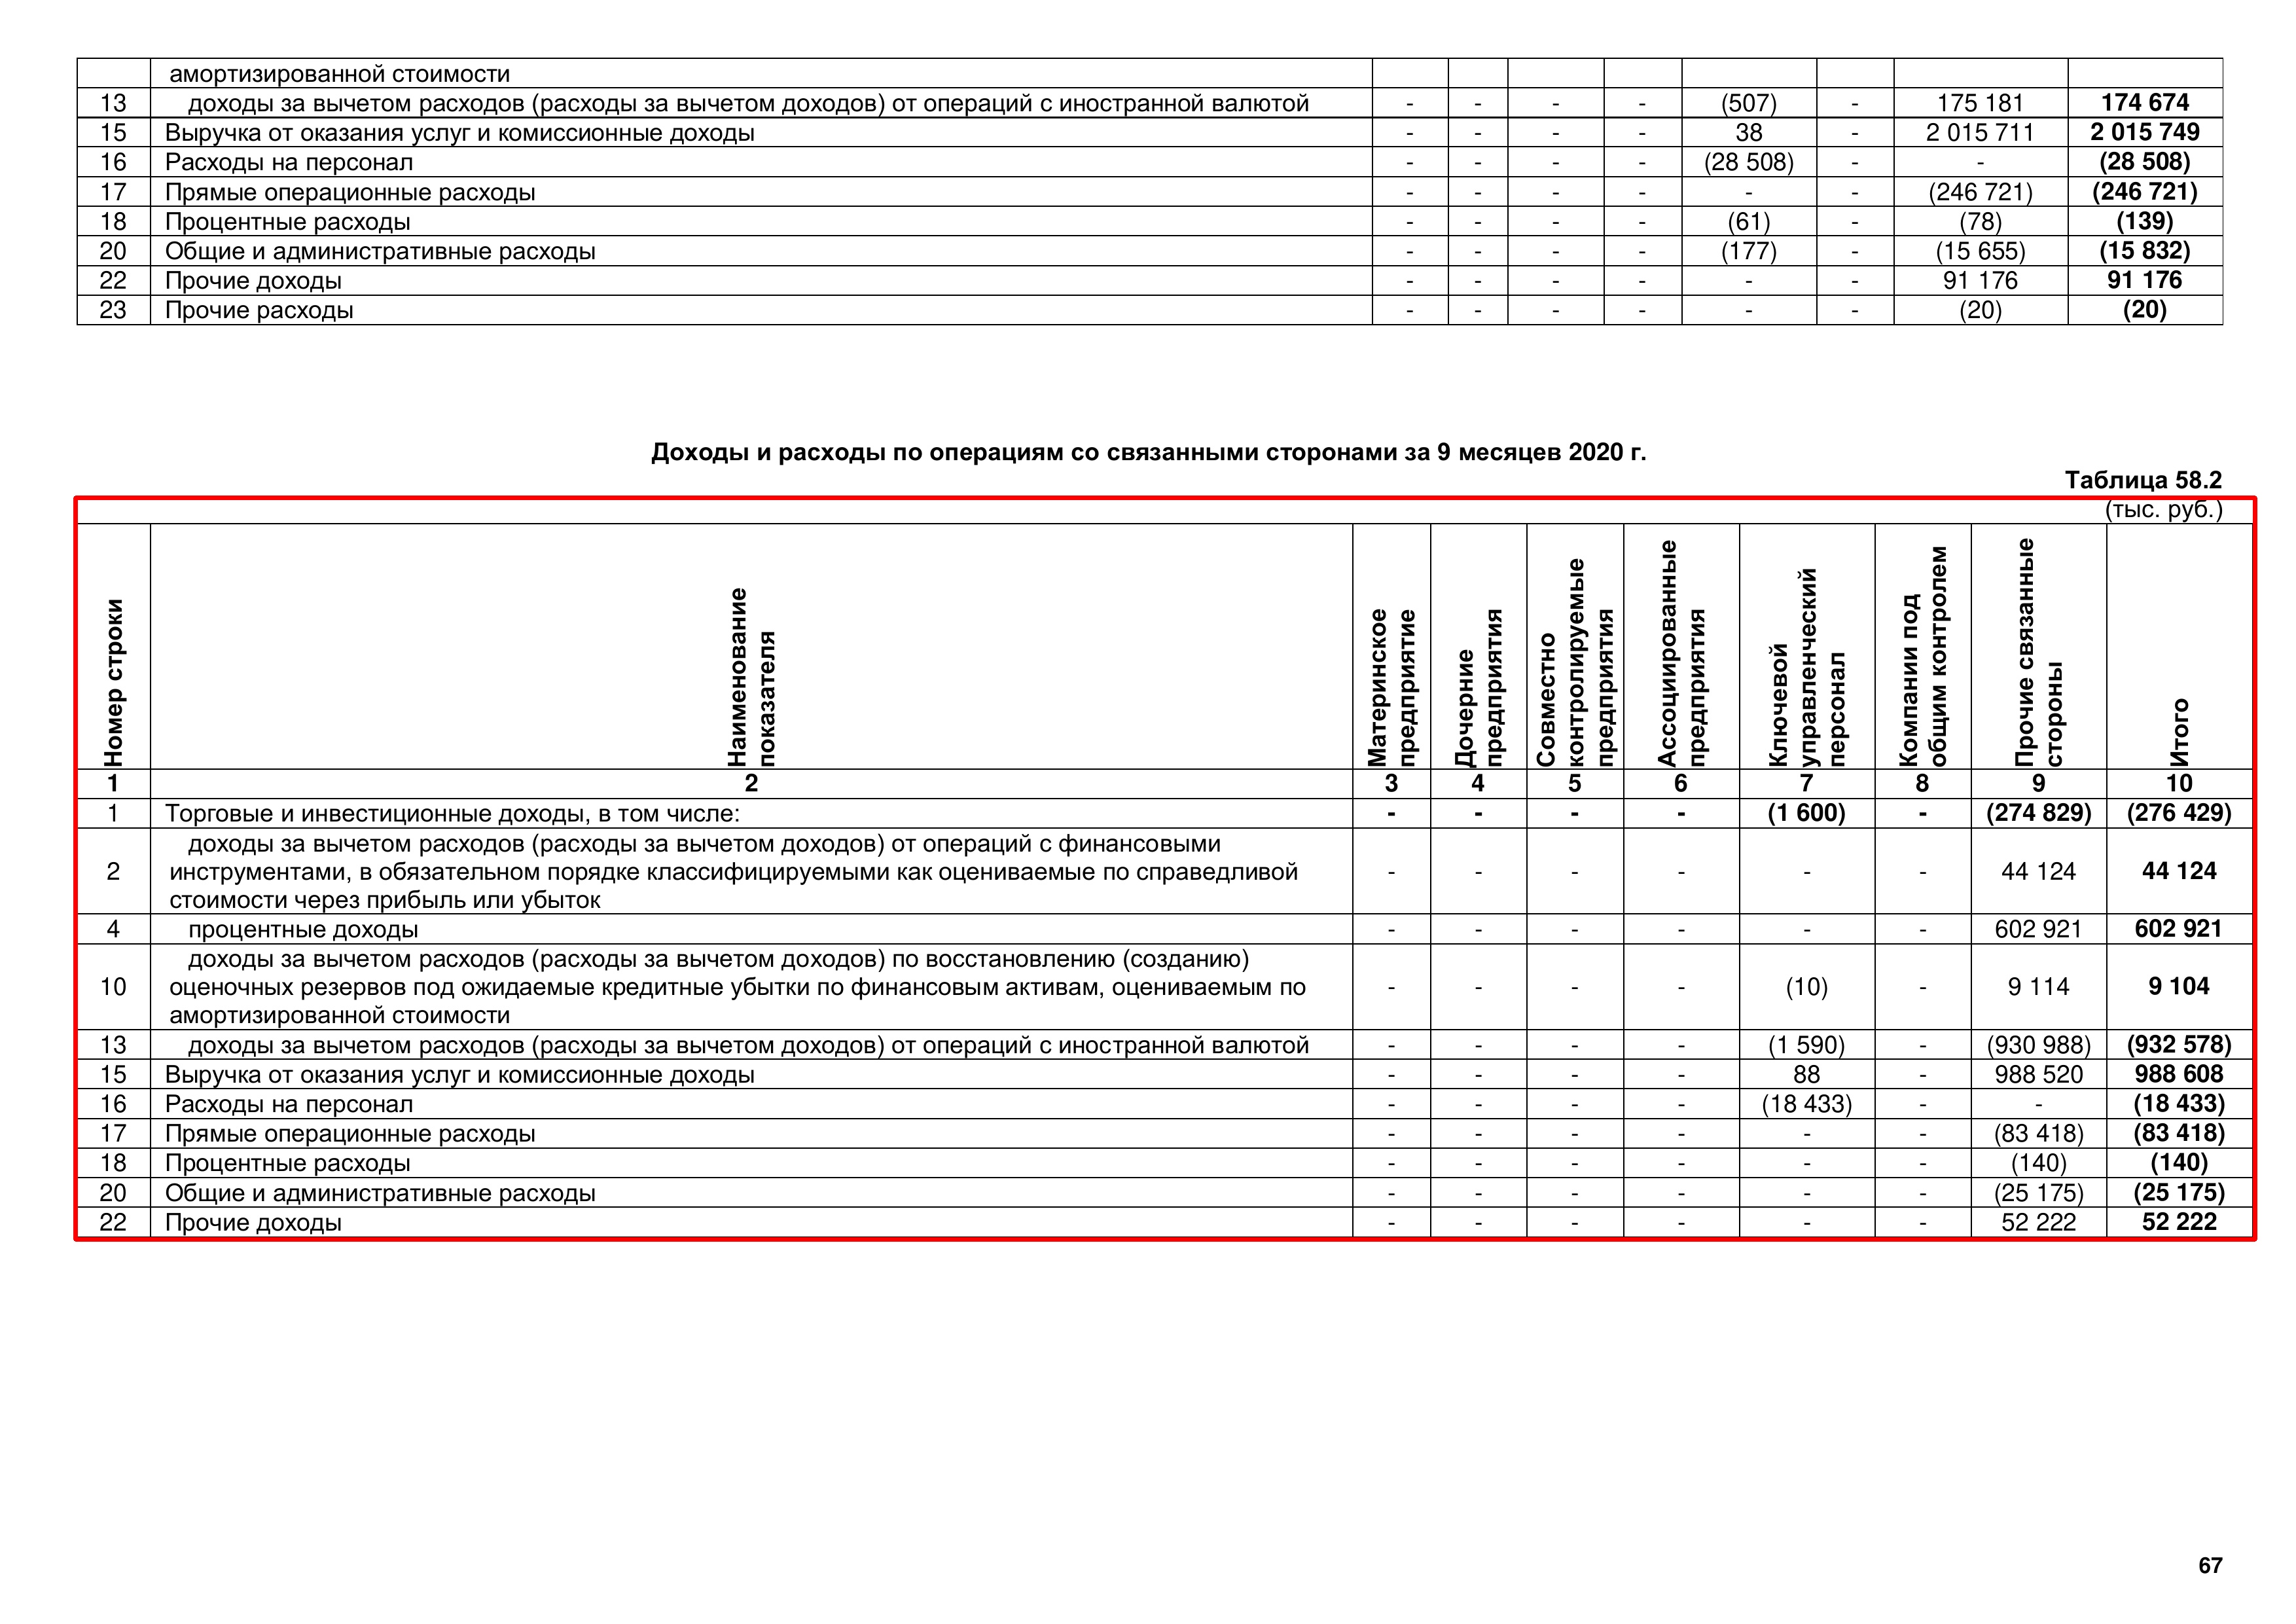 амортизированной стоимости
13 доходы за вычетом расходов (расходы за вычетом доходов) от операций с иностранной валютой - - - - (507) - 175 181 174 674
15 Выручка от оказания услуг и комиссионные доходы - - - - 38 - 2 015 711 2 015 749
16 Расходы на персонал - - - - (28 508) - - (28 508)
17 Прямые операционные расходы - - - - - - (246 721) (246 721)
18 Процентные расходы - - - - (61) - (78) (139)
20 Общие и административные расходы - - - - (177) - (15 655) (15 832)
22 Прочие доходы - - - - - - 91 176 91 176
23 Прочие расходы - - - - - - (20) (20)
Доходы и расходы по операциям со связанными сторонами за 9 месяцев 2020 г.
Таблица 58.2
(тыс. руб.)
Номер строки
Наименование
показателя
Материнское
предприятие
Дочерние
предприятия
Совместно
контролируемые
предприятия
Ассоциированные
предприятия
Ключевой
управленческий
персонал
Компании под
общим контролем
Прочие связанные
стороны
Итого
1 2 3 4 5 6 7 8 9 10
1 Торговые и инвестиционные доходы, в том числе: - - - - (1 600) - (274 829) (276 429)
доходы за вычетом расходов (расходы за вычетом доходов) от операций с финансовыми
2 инструментами, в обязательном порядке классифицируемыми как оцениваемые по справедливой - - - - - - 44 124 44 124
стоимости через прибыль или убыток
4 процентные доходы - - - - - - 602 921 602 921
доходы за вычетом расходов (расходы за вычетом доходов) по восстановлению (созданию)
10 оценочных резервов под ожидаемые кредитные убытки по финансовым активам, оцениваемым по - - - - (10) - 9 114 9 104
амортизированной стоимости
13 доходы за вычетом расходов (расходы за вычетом доходов) от операций с иностранной валютой - - - - (1 590) - (930 988) (932 578)
15 Выручка от оказания услуг и комиссионные доходы - - - - 88 - 988 520 988 608
16 Расходы на персонал - - - - (18 433) - - (18 433)
17 Прямые операционные расходы - - - - - - (83 418) (83 418)
18 Процентные расходы - - - - - - (140) (140)
20 Общие и административные расходы - - - - - - (25 175) (25 175)
22 Прочие доходы - - - - - - 52 222 52 222
67